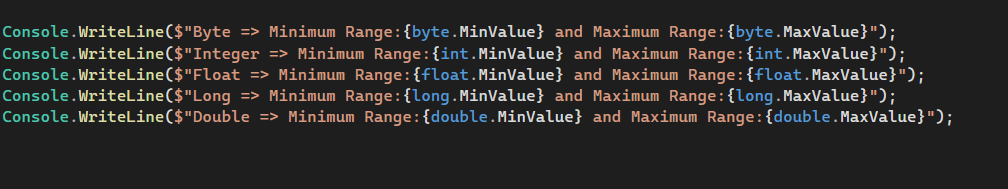 Console.WriteLine($"Byte => Minimum Range:{byte.MinValue} and Maximum Range:{byte.MaxValue}");
Console.WriteLine($"Integer => Minimum Range:{int.MinValue} and Maximum Range:{int.MaxValue}");
Console.WriteLine($"Float => Minimum Range:{float.MinValue} and Maximum Range:{float.MaxValue}");
Console.WriteLine($"Long => Minimum Range:{long.MinValue} and Maximum Range:{long.MaxValue}");
Console.WriteLine($"Double => Minimum Range:{double.MinValue} and Maximum Range:{double.MaxValue}");